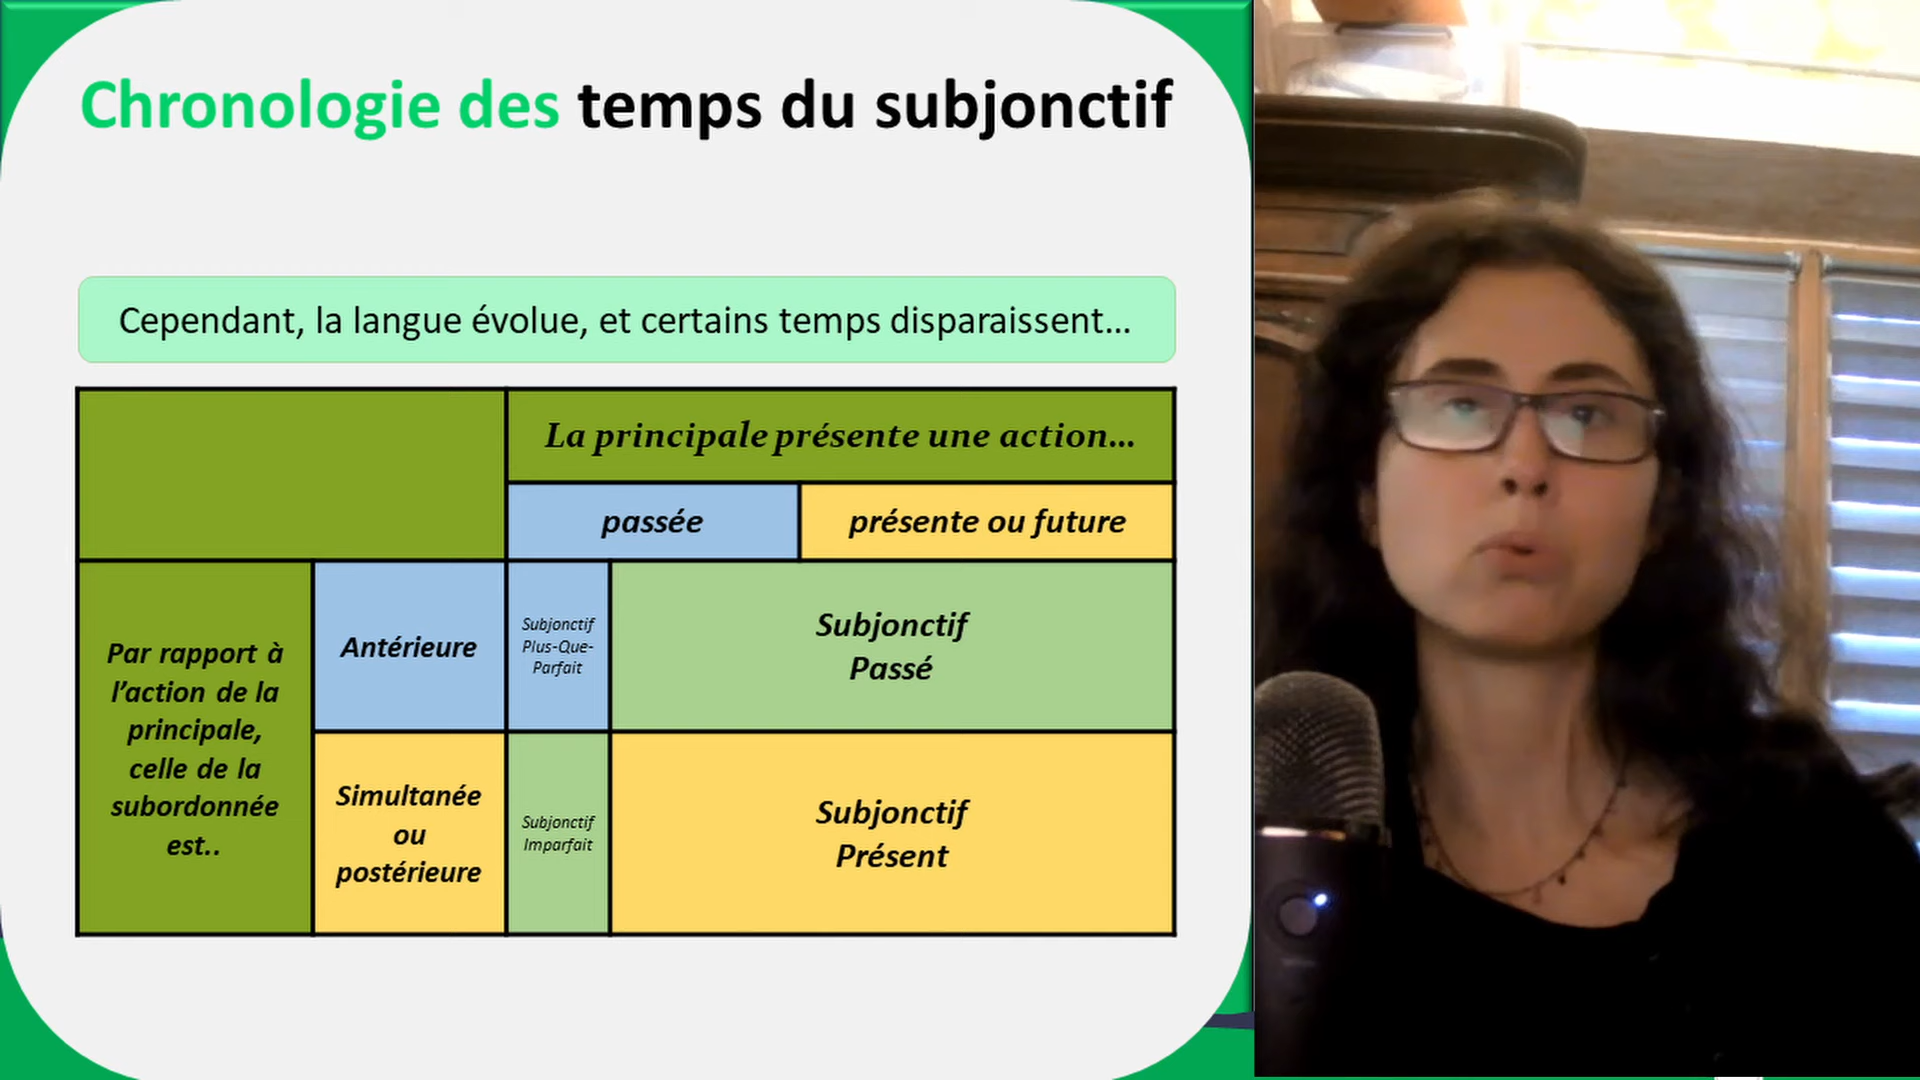 Chronologie des temps du subjonctif
Cependant, la langue évolue, et certains temps disparaissent...
La principale présente une action...
passée
présente ou future
Par rapport à
l’action de la
principale,
celle de la
subordonnée
est..
Antérieure
Subjonctif
Plus-Que-
Parfait
Subjonctif
Passé
Simultanée
ou
postérieure
Subjonctif
Imparfait
Subjonctif
Présent